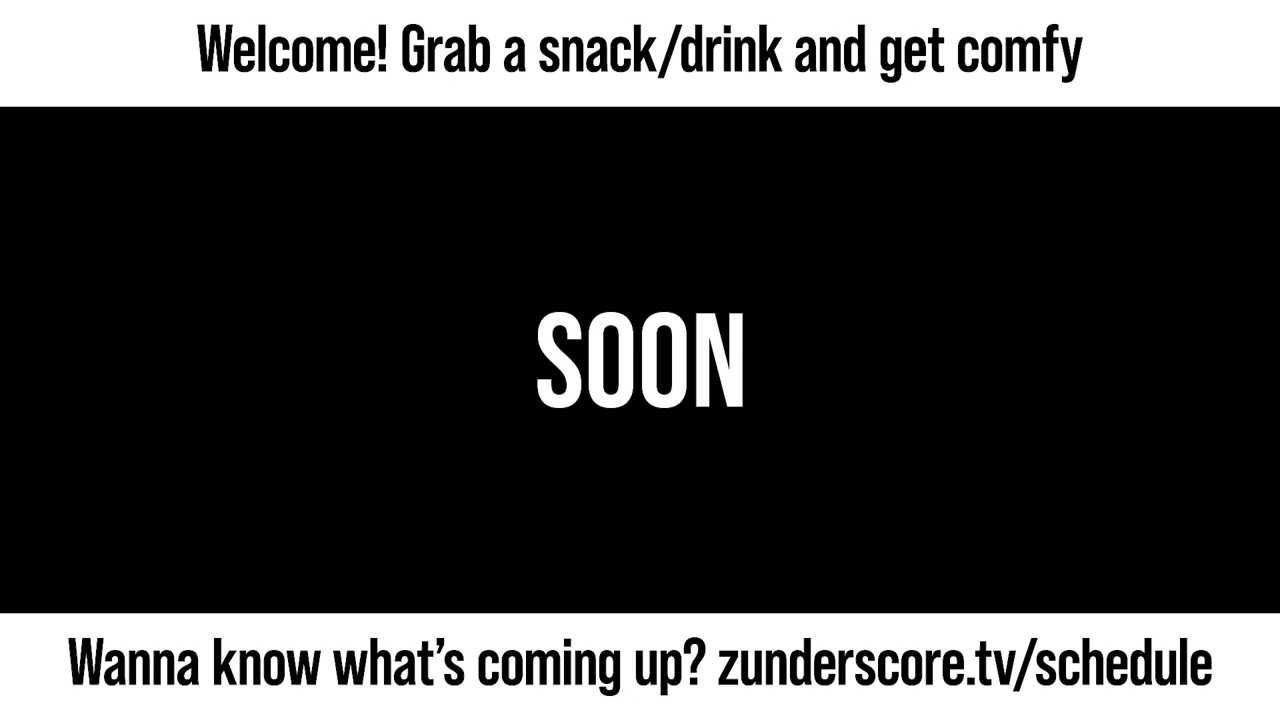 Welcome! Grab a snack/drink and get comfy
SOON
Wanna know what’s coming up? zunderscore.tv/schedule